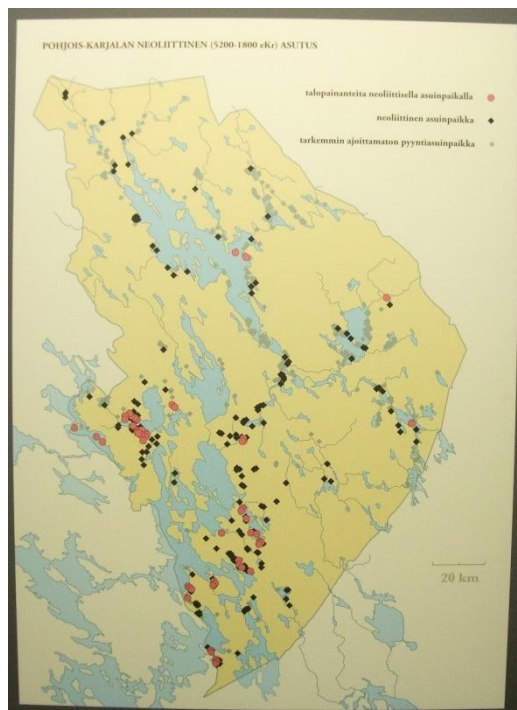 POHJOIS-KARJALAN NEOLIITTINEN (5200-1800 eKr) ASUTUS
talopainanteita neoliittisella asuinpaikalla
neoliittinen asuinpaikka
tarkemmin ajoittamaton pyyntiasuinpaikka
20 km